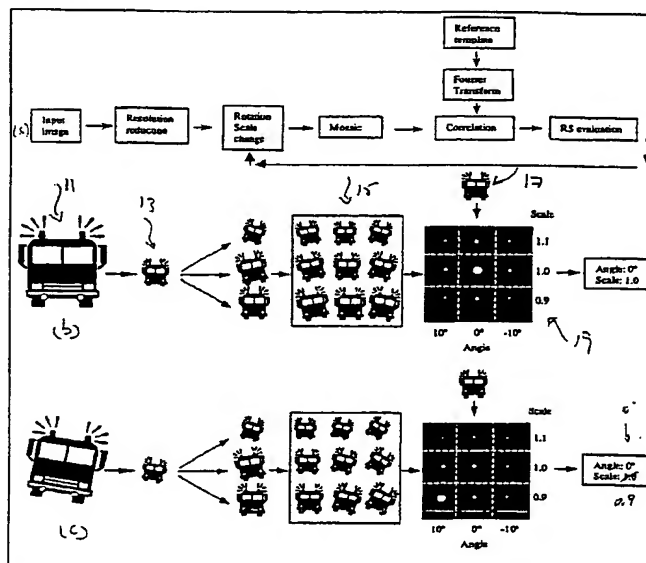 Reference template
Fourier Transform
(a)
Input image
Resolution reduction
Rotation Scale change
Mosaic
Correlation
RS evaluation
11
13
15
17
Scale
1.1
1.0
0.9
Angle: 0°
Scale: 1.0
10° 0° -10°
Angle
19
(b)
Scale
1.1
1.0
0.9
Angle: 0°
Scale: 1.0
0.9
10° 0° -10°
Angle
(c)